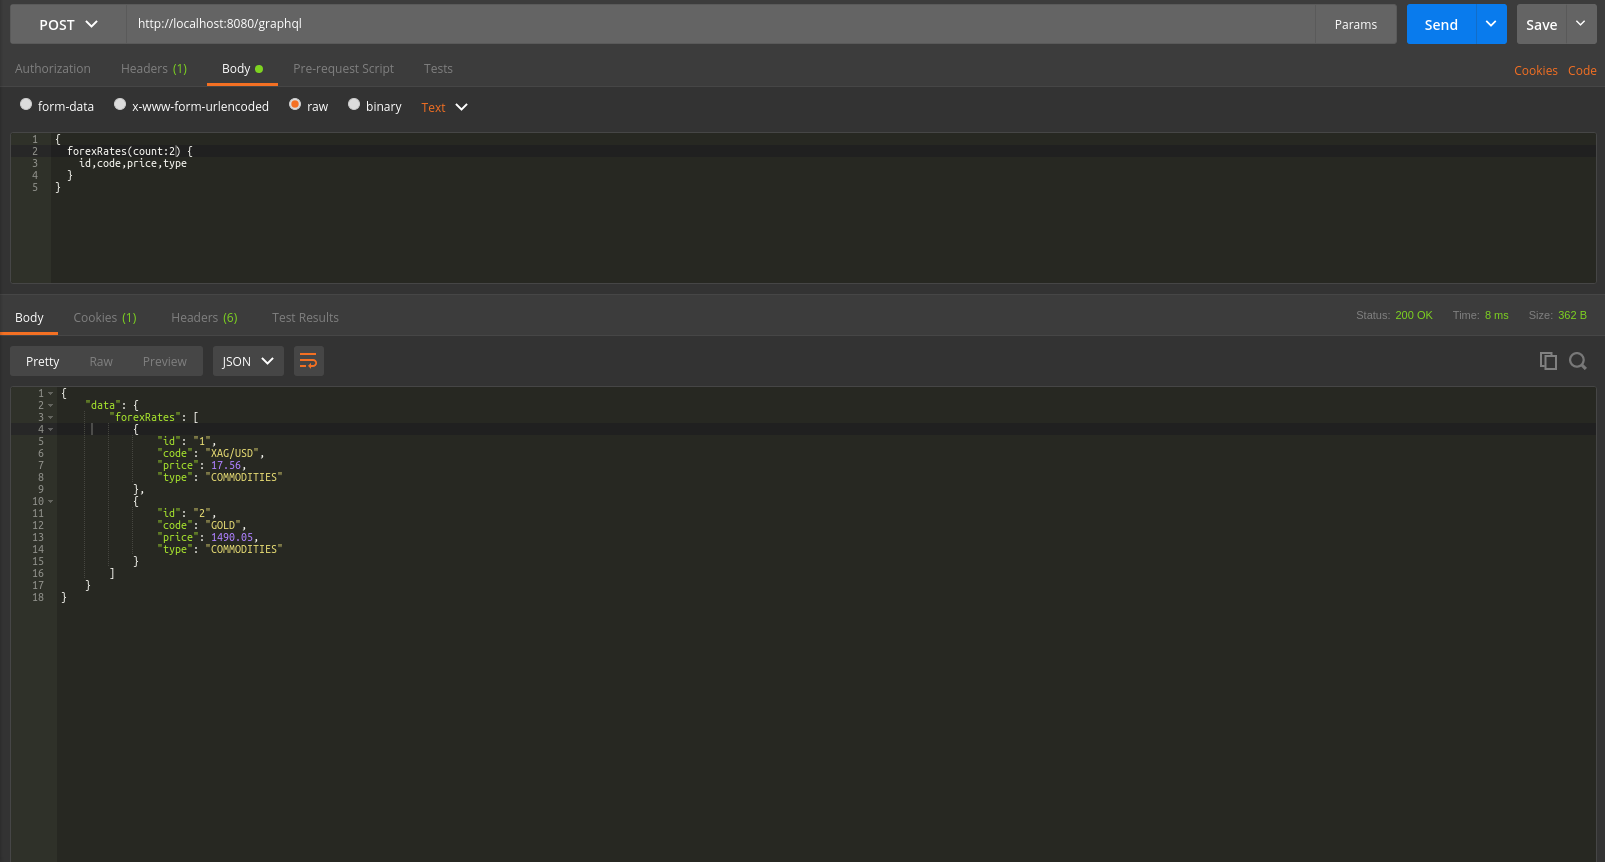 POST http://localhost:8080/graphql Params Send Save
Authorization Headers (1) Body Pre-request Script Tests Cookies Code
form-data x-www-form-urlencoded raw binary Text
1 {
2 forexRates(count:2) {
3 id,code,price,type
4 }
5 }
Body Cookies (1) Headers (6) Test Results Status: 200 OK Time: 8 ms Size: 362 B
Pretty Raw Preview JSON
1 {
2 "data": {
3 "forexRates": [
4 {
5 "id": "1",
6 "code": "XAG/USD",
7 "price": 17.56,
8 "type": "COMMODITIES"
9 },
10 {
11 "id": "2",
12 "code": "GOLD",
13 "price": 1490.05,
14 "type": "COMMODITIES"
15 }
16 ]
17 }
18 }